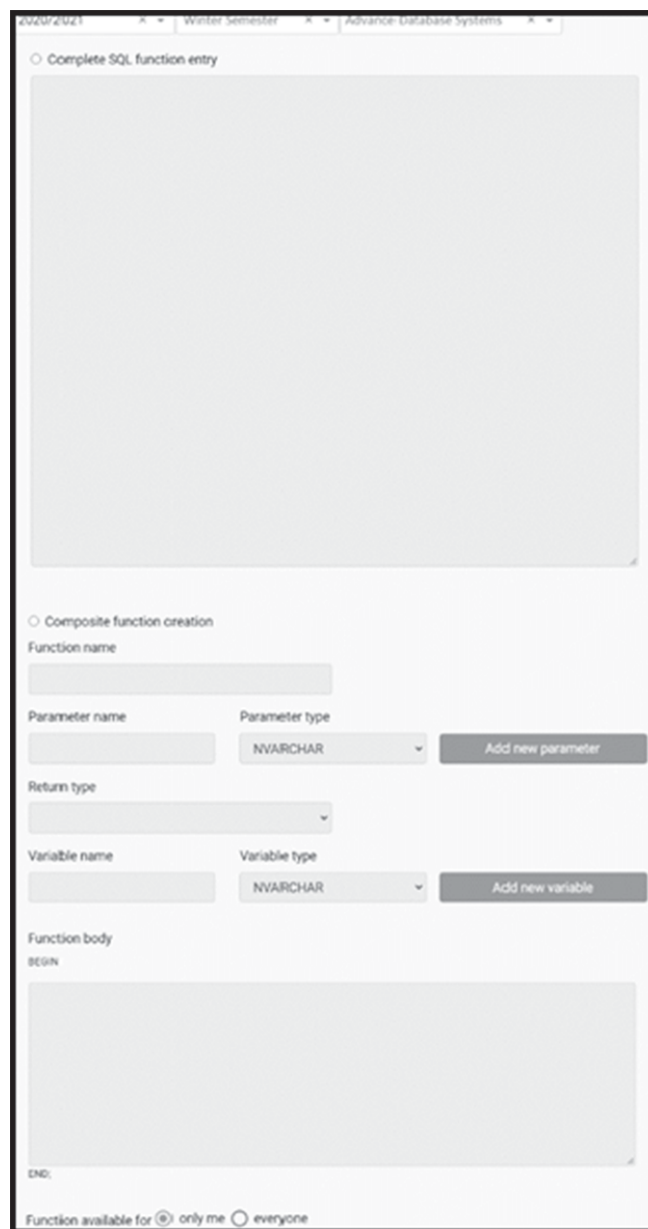 2020/2021 × Winter Semester × Advance Database Systems ×
Complete SQL function entry
Composite function creation
Function name
Parameter name Parameter type
NVARCHAR Add new parameter
Return type
Variable name Variable type
NVARCHAR Add new variable
Function body
BEGIN
END;
Function available for only me everyone